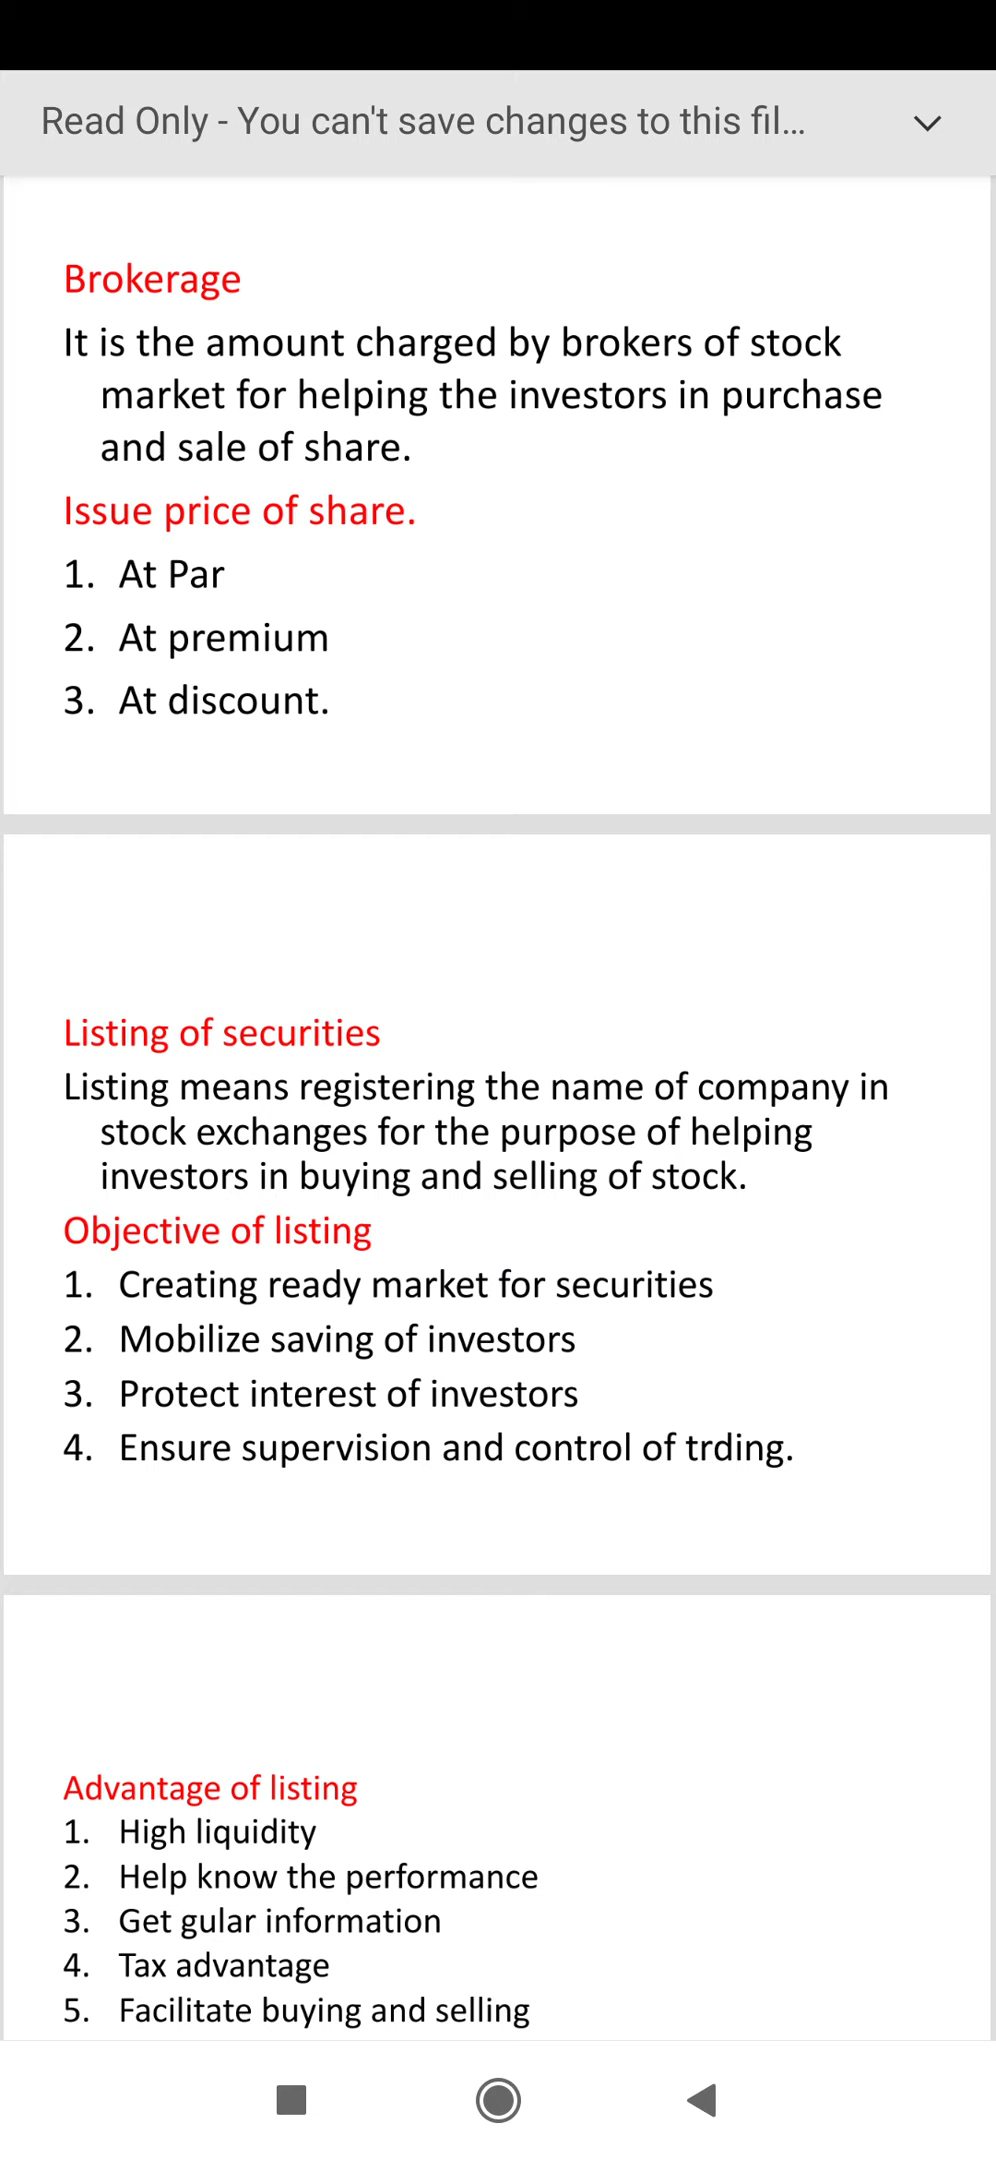 Read Only - You can't save changes to this fil...
Brokerage
It is the amount charged by brokers of stock
market for helping the investors in purchase
and sale of share.
Issue price of share.
1. At Par
2. At premium
3. At discount.
Listing of securities
Listing means registering the name of company in
stock exchanges for the purpose of helping
investors in buying and selling of stock.
Objective of listing
1. Creating ready market for securities
2. Mobilize saving of investors
3. Protect interest of investors
4. Ensure supervision and control of trding.
Advantage of listing
1. High liquidity
2. Help know the performance
3. Get gular information
4. Tax advantage
5. Facilitate buying and selling